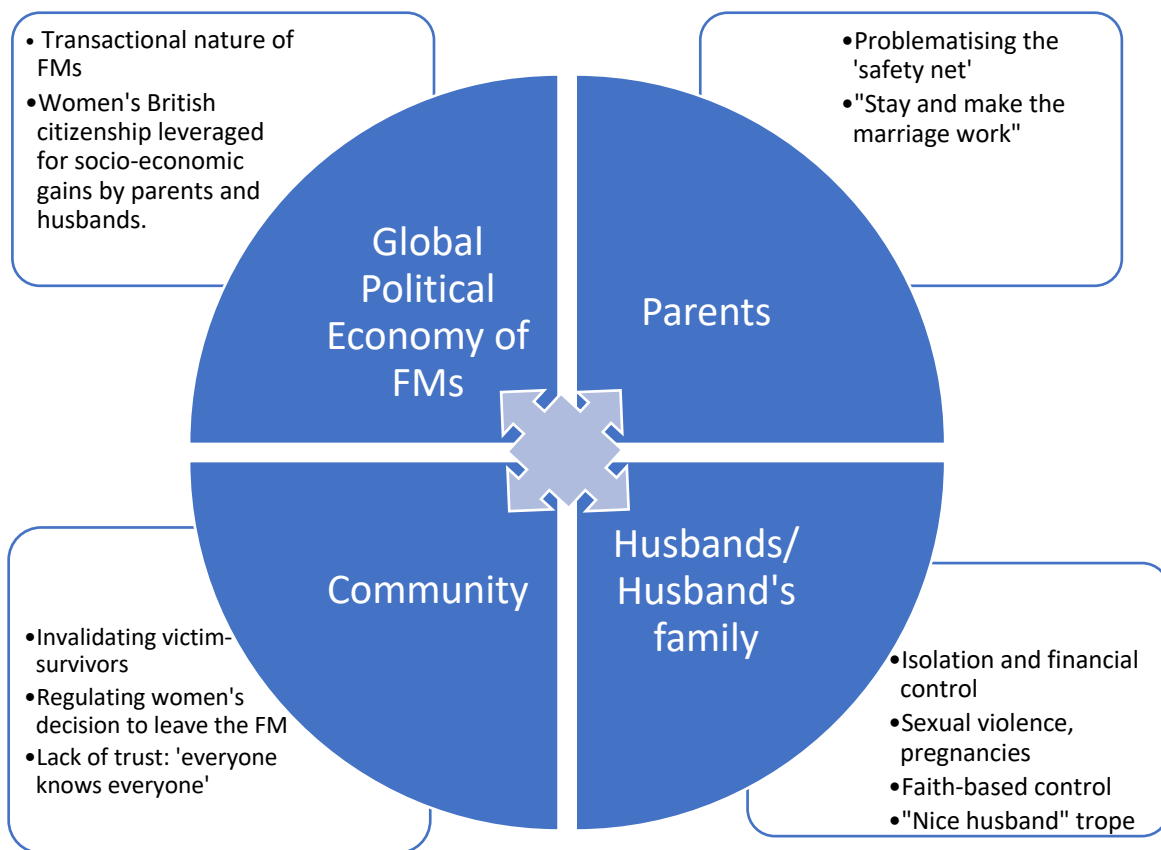 • Transactional nature of
FMs
•Women's British
citizenship leveraged
for socio-economic
gains by parents and
husbands.
•Problematising the
'safety net'
•"Stay and make the
marriage work"
Global
Political
Economy of
FMs
Parents
Community
Husbands/
Husband's
family
•Invalidating victim-
survivors
•Regulating women's
decision to leave the FM
•Lack of trust: 'everyone
knows everyone'
•Isolation and financial
control
•Sexual violence,
pregnancies
•Faith-based control
•"Nice husband" trope